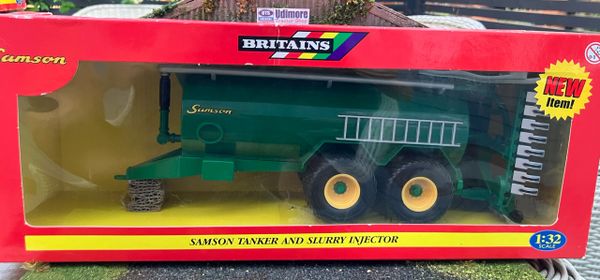 Udimore
BRITAINS
Samson
NEW
Item!
Samson
SAMSON TANKER AND SLURRY INJECTOR
1:32
SCALE